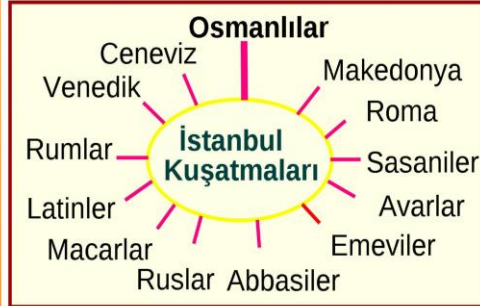 Osmanlılar
Ceneviz
Makedonya
Venedik
Roma
İstanbul
Kuşatmaları
Rumlar
Sasaniler
Latinler
Avarlar
Macarlar
Emeviler
Ruslar
Abbasiler